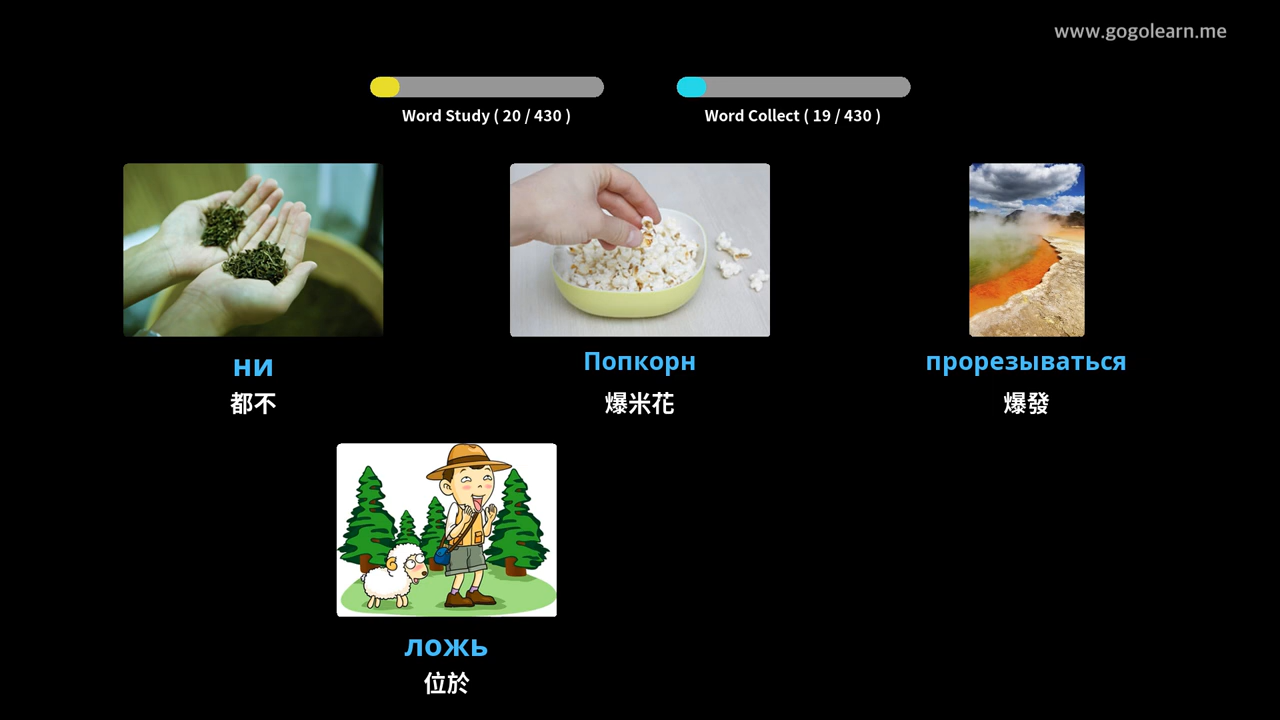 www.gogolearn.me
Word Study ( 20 / 430 )
Word Collect ( 19 / 430 )
ни
都不
Попкорн
爆米花
прорезываться
爆發
ложь
位於